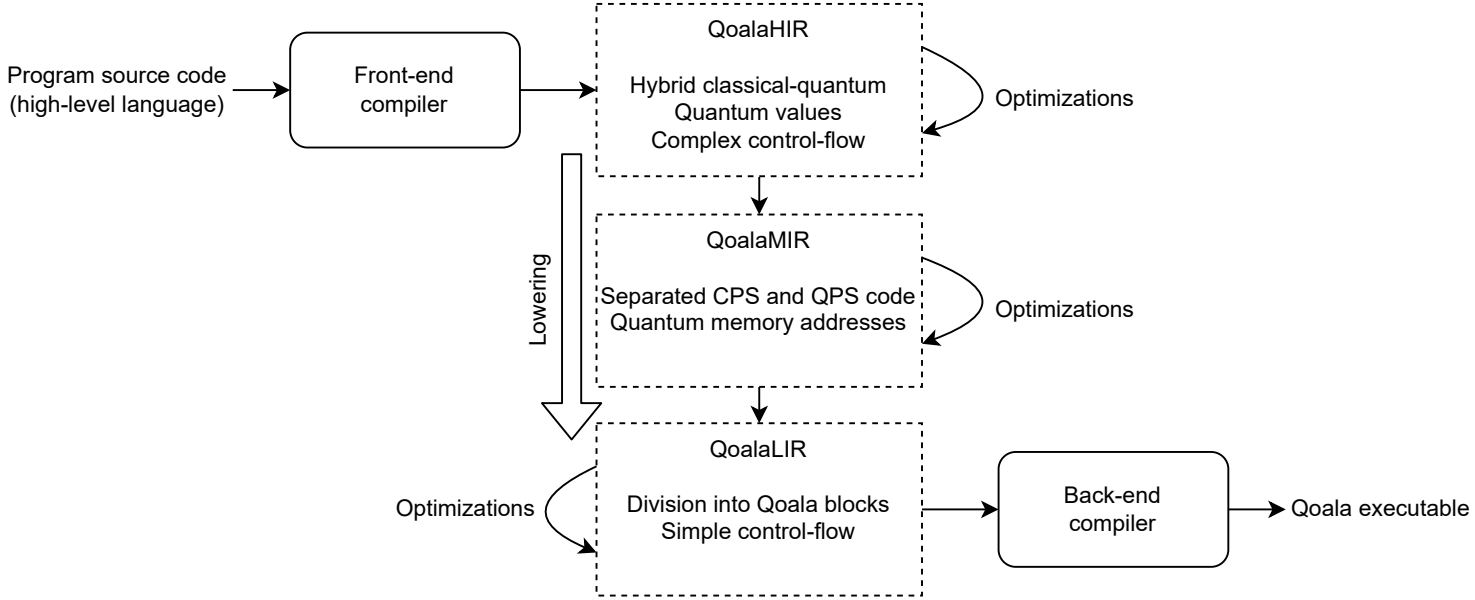 Program source code
(high-level language)
Front-end
compiler
QoalaHIR
Hybrid classical-quantum
Quantum values
Complex control-flow
Optimizations
Lowering
QoalaMIR
Separated CPS and QPS code
Quantum memory addresses
Optimizations
QoalaLIR
Division into Qoala blocks
Simple control-flow
Optimizations
Back-end
compiler
Qoala executable